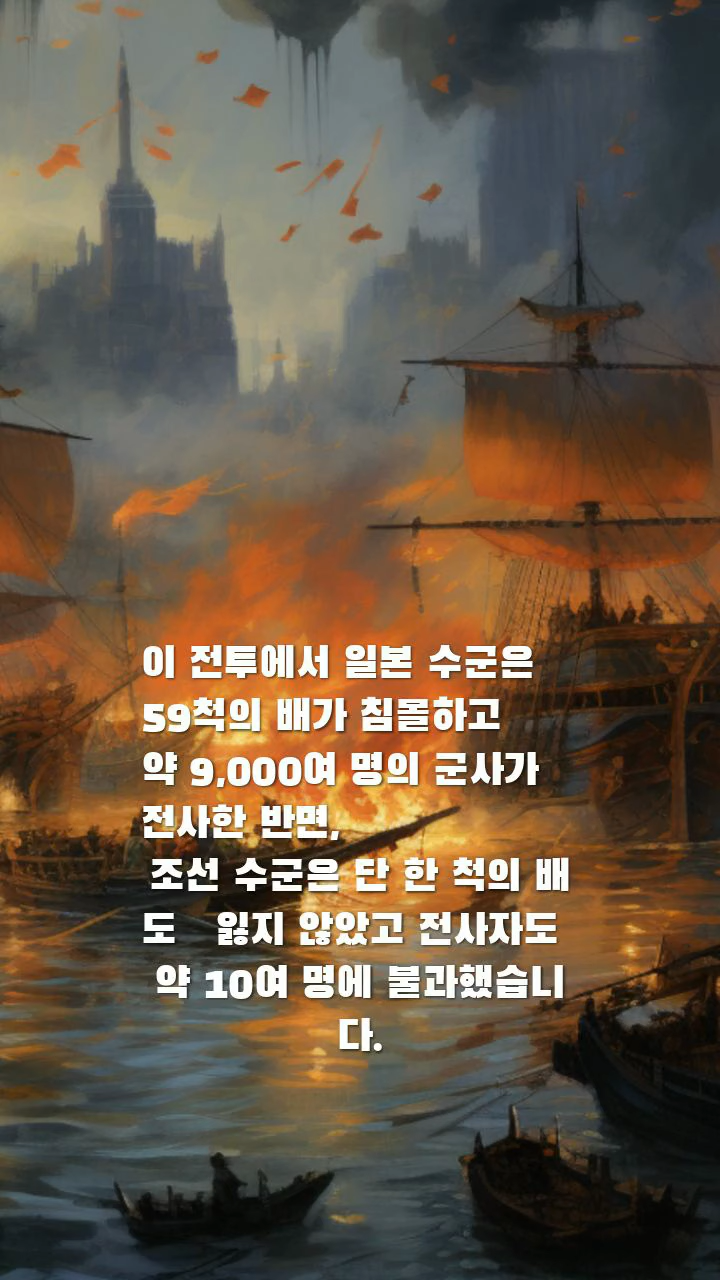 이 전투에서 일본 수군은
59척의 배가 침몰하고
약 9,000여 명의 군사가
전사한 반면,
조선 수군은 단 한 척의 배
도 잃지 않았고 전사자도
약 10여 명에 불과했습니
다.